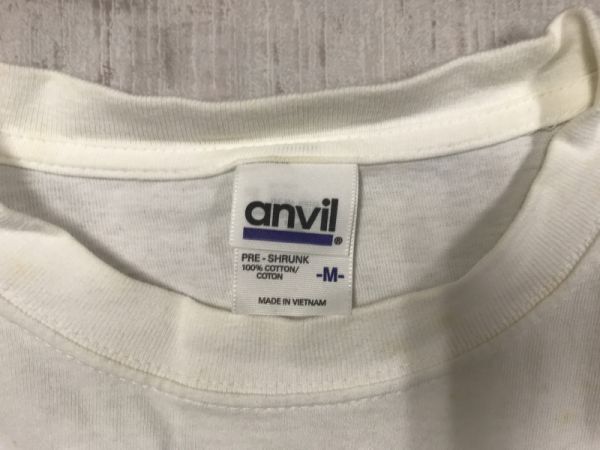 anvil®
PRE - SHRUNK
100% COTTON/
COTON
-M-
MADE IN VIETNAM